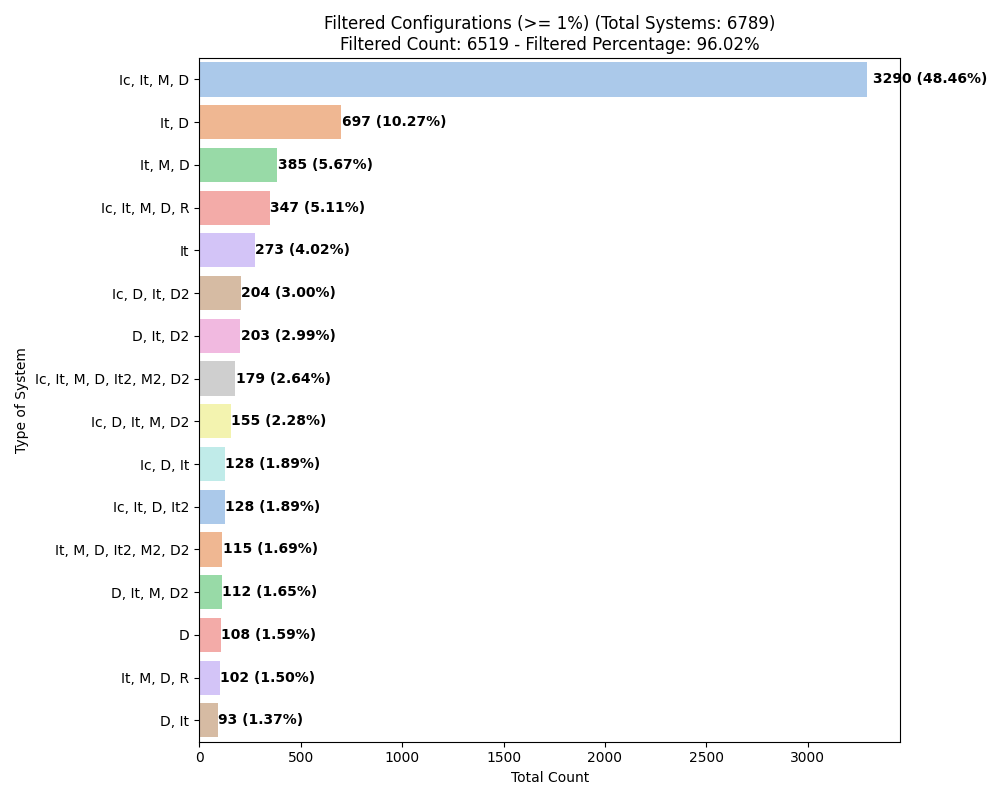 Filtered Configurations (>= 1%) (Total Systems: 6789)
Filtered Count: 6519 - Filtered Percentage: 96.02%
Type of System
Ic, It, M, D 3290 (48.46%)
It, D 697 (10.27%)
It, M, D 385 (5.67%)
Ic, It, M, D, R 347 (5.11%)
It 273 (4.02%)
Ic, D, It, D2 204 (3.00%)
D, It, D2 203 (2.99%)
Ic, It, M, D, It2, M2, D2 179 (2.64%)
Ic, D, It, M, D2 155 (2.28%)
Ic, D, It 128 (1.89%)
Ic, It, D, It2 128 (1.89%)
It, M, D, It2, M2, D2 115 (1.69%)
D, It, M, D2 112 (1.65%)
D 108 (1.59%)
It, M, D, R 102 (1.50%)
D, It 93 (1.37%)
0 500 1000 1500 2000 2500 3000
Total Count